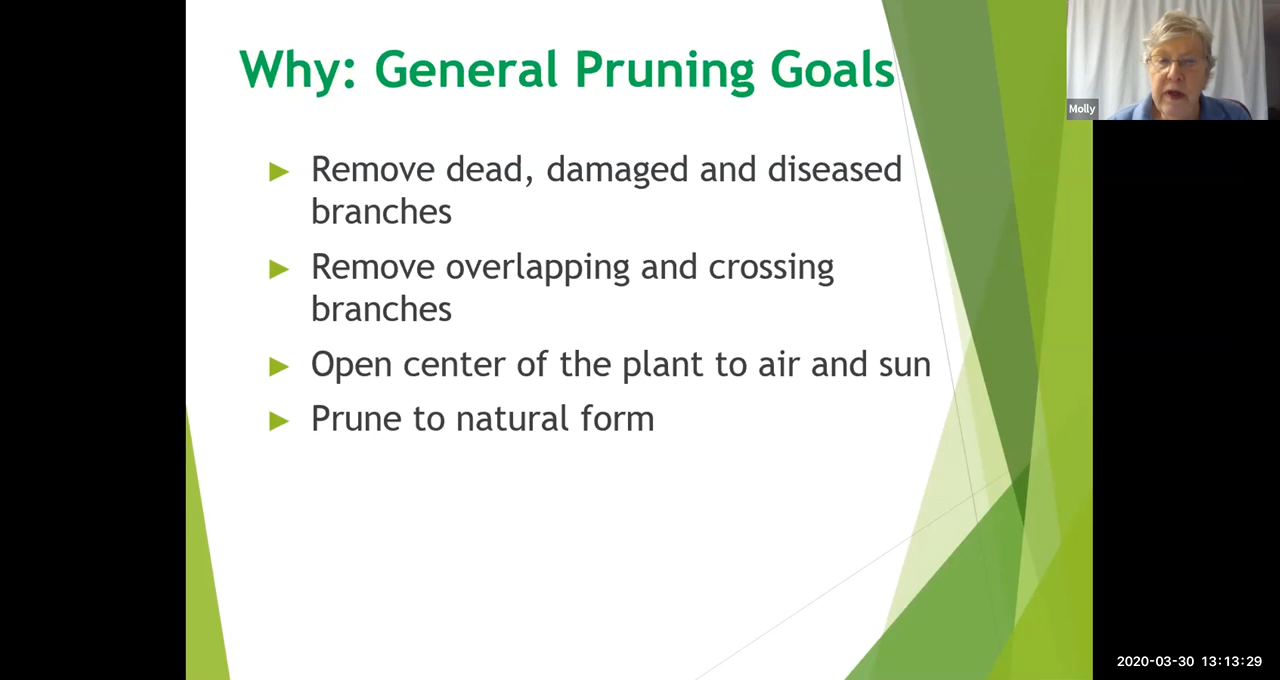 Why: General Pruning Goals
Molly
► Remove dead, damaged and diseased
branches
► Remove overlapping and crossing
branches
► Open center of the plant to air and sun
► Prune to natural form
2020-03-30 13:13:29